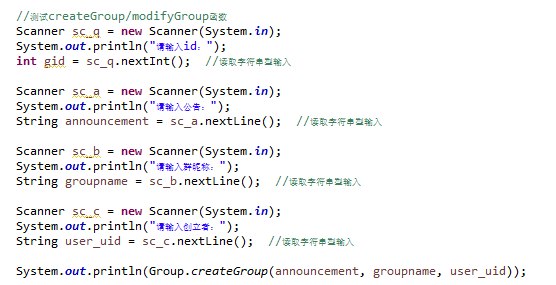 //测试createGroup/modifyGroup函数
Scanner sc_q = new Scanner(System.in);
System.out.println("请输入id：");
int gid = sc_q.nextInt();  //读取字符串型输入
Scanner sc_a = new Scanner(System.in);
System.out.println("请输入公告：");
String announcement = sc_a.nextLine();  //读取字符串型输入
Scanner sc_b = new Scanner(System.in);
System.out.println("请输入群昵称：");
String groupname = sc_b.nextLine();  //读取字符串型输入
Scanner sc_c = new Scanner(System.in);
System.out.println("请输入创立者：");
String user_uid = sc_c.nextLine();  //读取字符串型输入
System.out.println(Group.createGroup(announcement, groupname, user_uid));